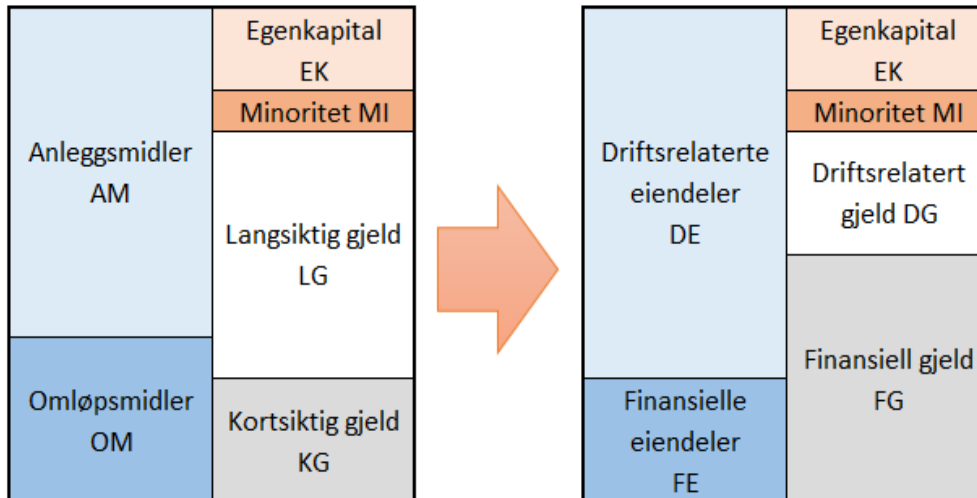 Anleggsmidler
AM
Omløpsmidler
OM
Egenkapital
EK
Minoritet MI
Langsiktig gjeld
LG
Kortsiktig gjeld
KG
Driftsrelaterte
eiendeler
DE
Finansielle
eiendeler
FE
Egenkapital
EK
Minoritet MI
Driftsrelatert
gjeld DG
Finansiell gjeld
FG